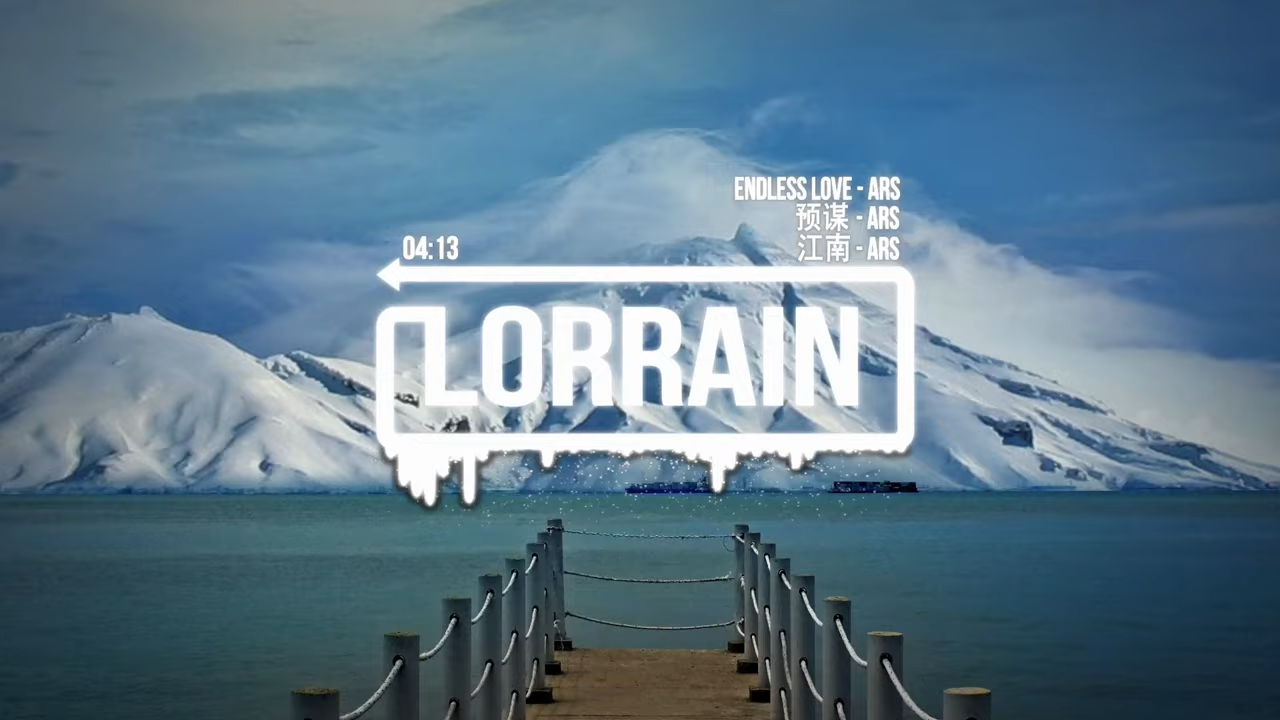 ENDLESS LOVE - ARS
预谋 - ARS
江南 - ARS
04:13
LORRAIN